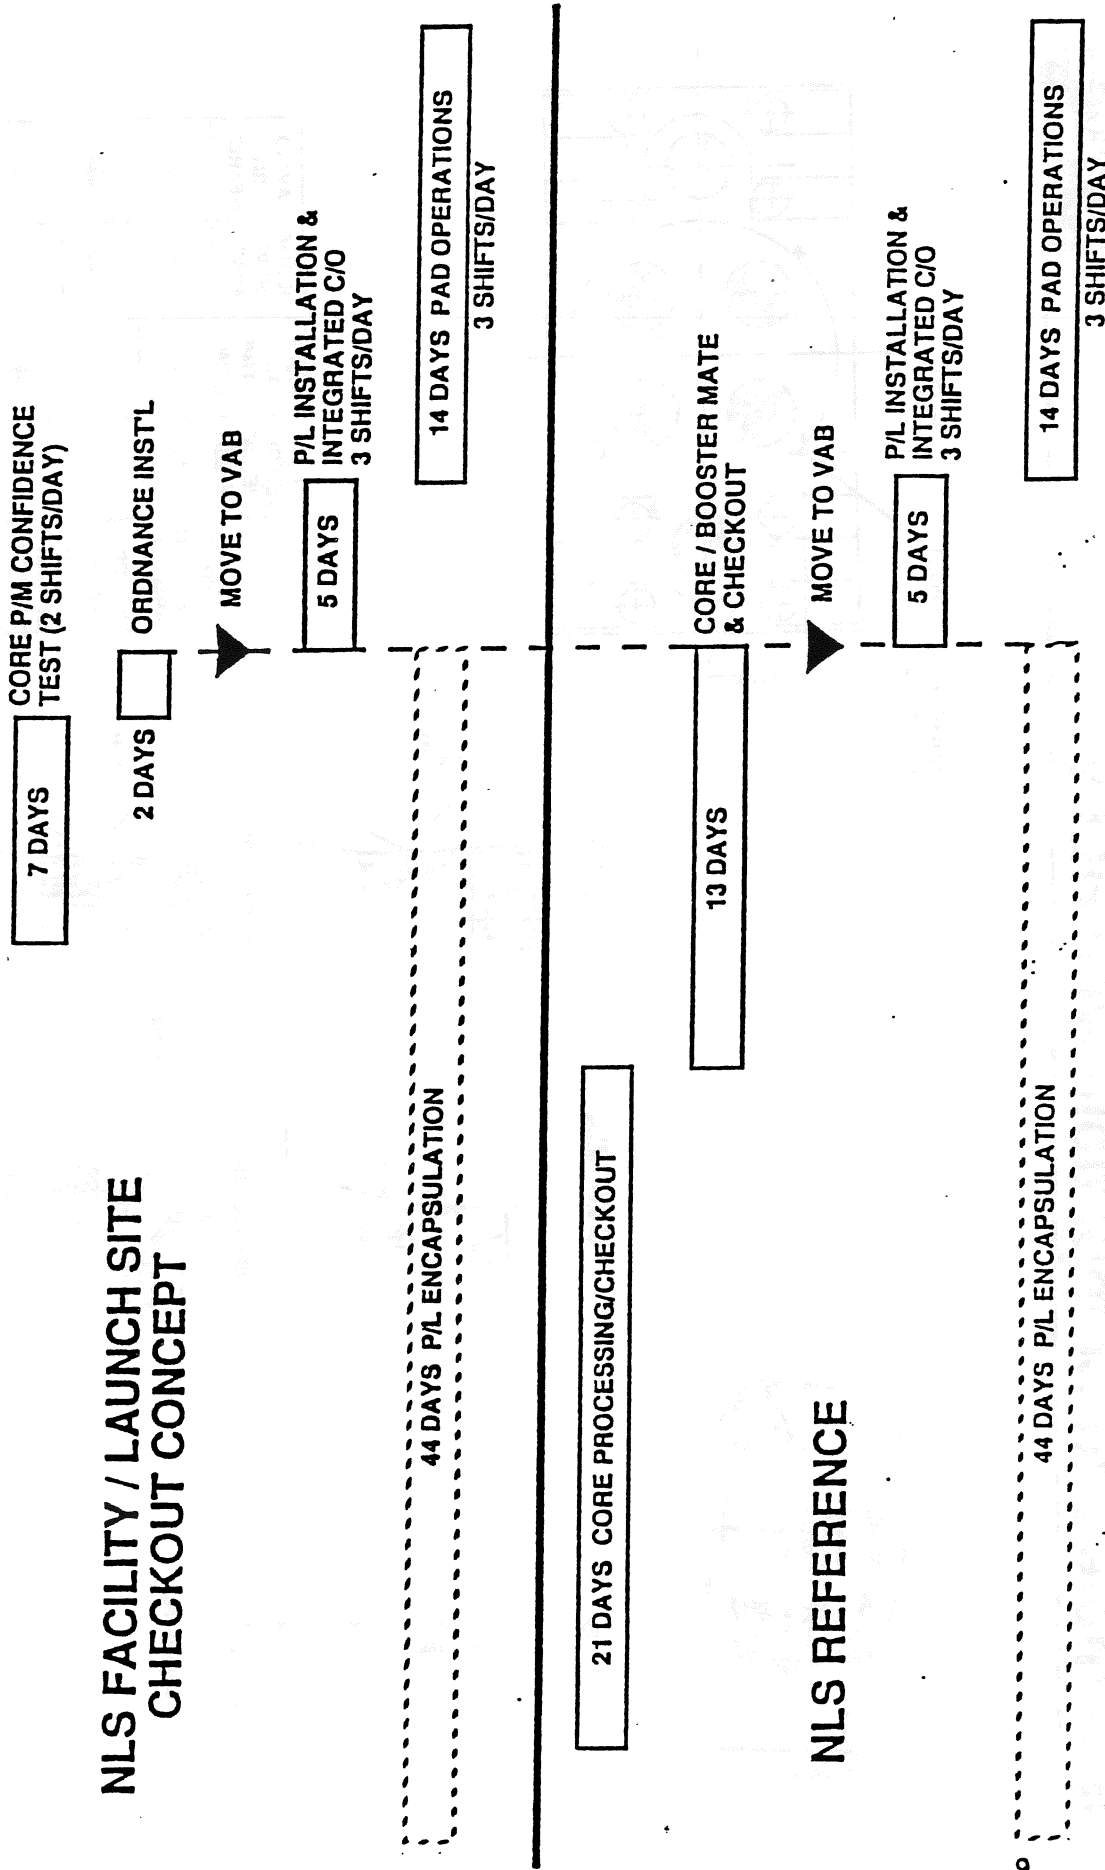 NLS FACILITY / LAUNCH SITE
CHECKOUT CONCEPT
7 DAYS
CORE P/M CONFIDENCE
TEST (2 SHIFTS/DAY)
2 DAYS
ORDNANCE INST'L
MOVE TO VAB
5 DAYS
P/L INSTALLATION &
INTEGRATED C/O
3 SHIFTS/DAY
44 DAYS P/L ENCAPSULATION
14 DAYS PAD OPERATIONS
3 SHIFTS/DAY
21 DAYS CORE PROCESSING/CHECKOUT
13 DAYS
CORE / BOOSTER MATE
& CHECKOUT
NLS REFERENCE
MOVE TO VAB
5 DAYS
P/L INSTALLATION &
INTEGRATED C/O
3 SHIFTS/DAY
44 DAYS P/L ENCAPSULATION
14 DAYS PAD OPERATIONS
3 SHIFTS/DAY